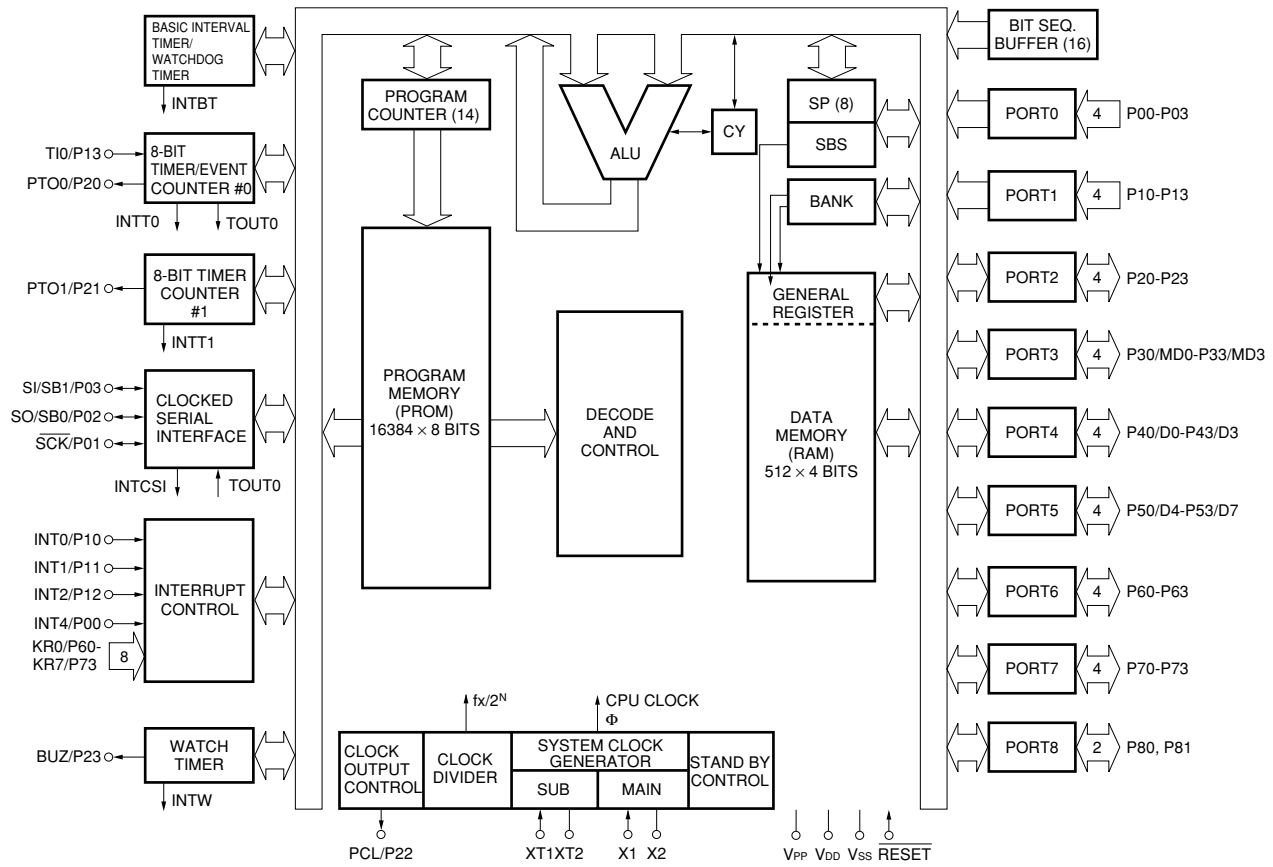 BASIC INTERVAL
TIMER/
WATCHDOG
TIMER
INTBT
TI0/P13
PTO0/P20
8-BIT
TIMER/EVENT
COUNTER #0
INTT0
TOUT0
PTO1/P21
8-BIT TIMER
COUNTER
#1
INTT1
SI/SB1/P03
SO/SB0/P02
SCK/P01
CLOCKED
SERIAL
INTERFACE
INTCSI
TOUT0
INT0/P10
INT1/P11
INT2/P12
INT4/P00
KR0/P60-
KR7/P73
8
INTERRUPT
CONTROL
BUZ/P23
WATCH
TIMER
INTW
PROGRAM
COUNTER (14)
ALU
CY
SP (8)
SBS
BANK
PROGRAM
MEMORY
(PROM)
16384 × 8 BITS
DECODE
AND
CONTROL
GENERAL
REGISTER
DATA
MEMORY
(RAM)
512 × 4 BITS
fx/2N
CPU CLOCK
Φ
CLOCK
OUTPUT
CONTROL
CLOCK
DIVIDER
SYSTEM CLOCK
GENERATOR
SUB
MAIN
STAND BY
CONTROL
PCL/P22
XT1 XT2
X1 X2
VPP VDD VSS RESET
BIT SEQ.
BUFFER (16)
PORT0 4 P00-P03
PORT1 4 P10-P13
PORT2 4 P20-P23
PORT3 4 P30/MD0-P33/MD3
PORT4 4 P40/D0-P43/D3
PORT5 4 P50/D4-P53/D7
PORT6 4 P60-P63
PORT7 4 P70-P73
PORT8 2 P80, P81